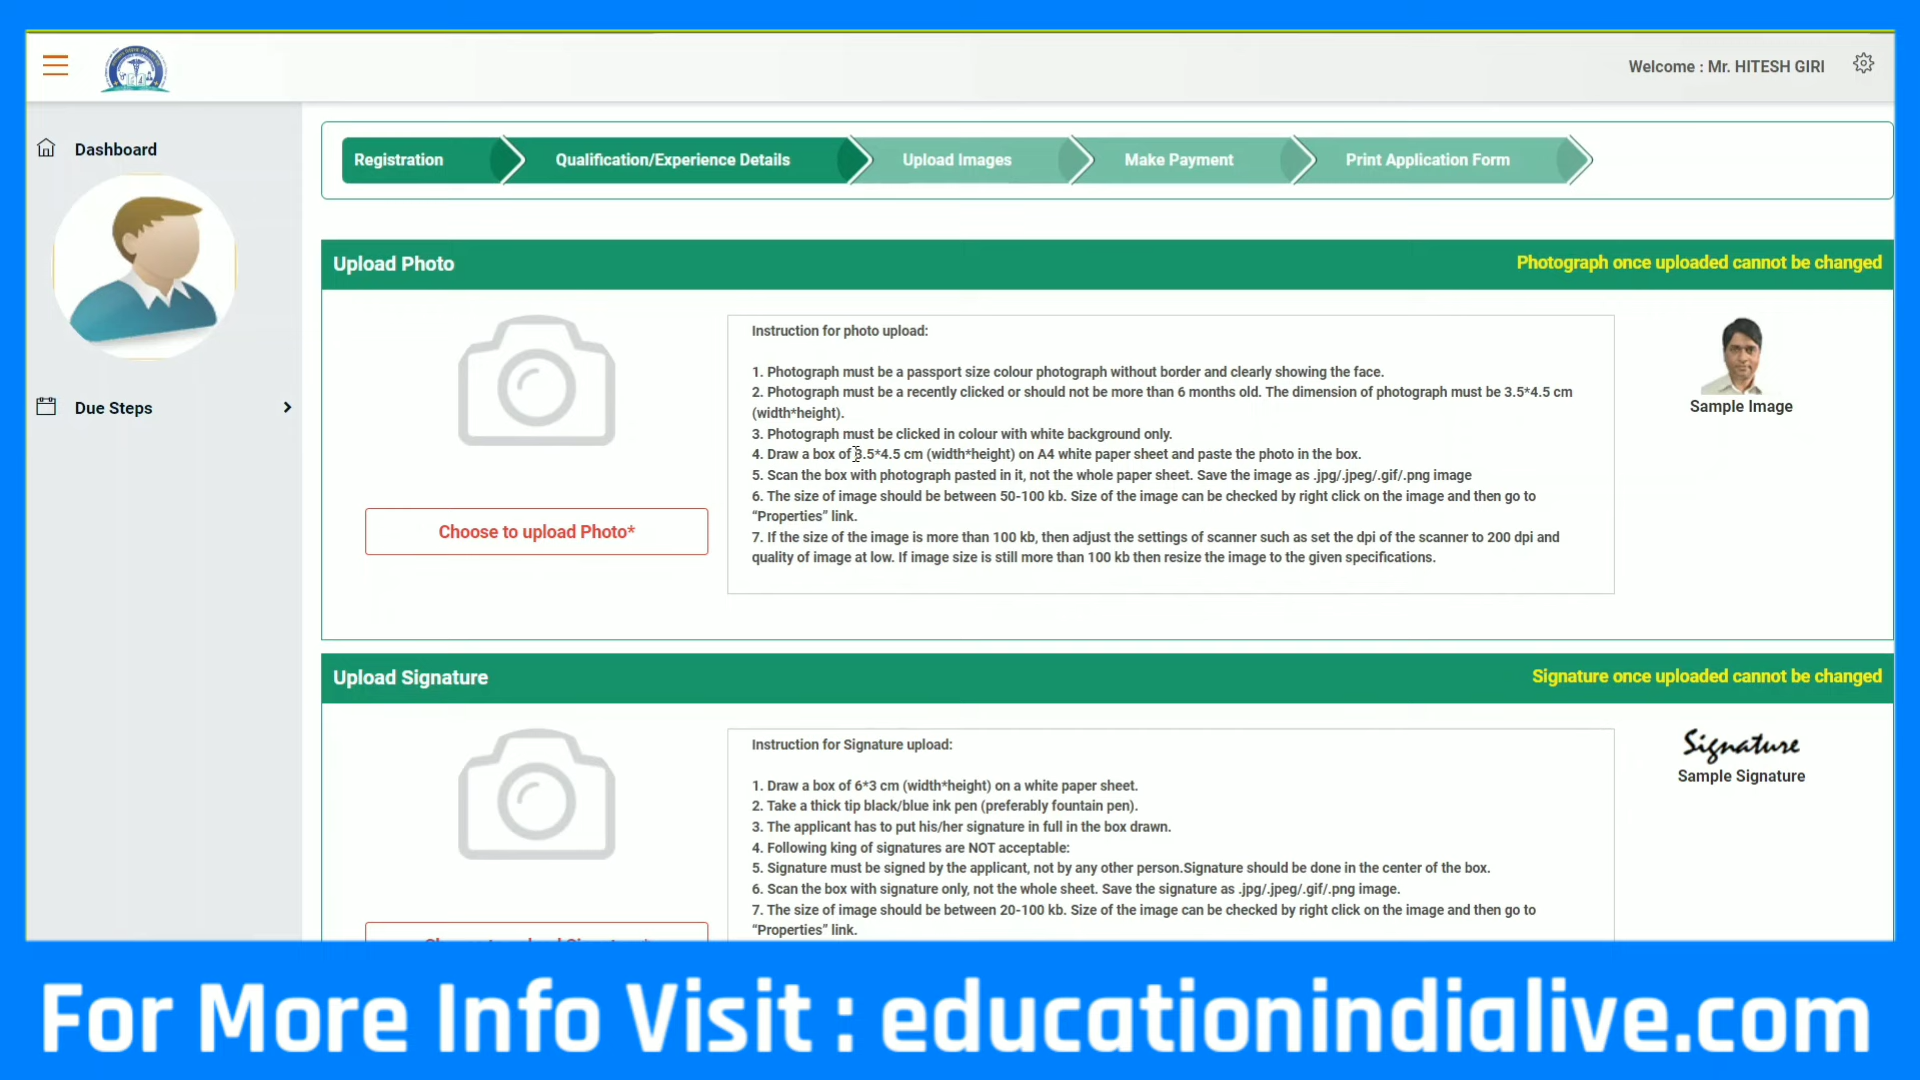 Welcome : Mr. HITESH GIRI
Dashboard
Due Steps
Registration
Qualification/Experience Details
Upload Images
Make Payment
Print Application Form
Upload Photo
Photograph once uploaded cannot be changed
Choose to upload Photo*
Instruction for photo upload:
1. Photograph must be a passport size colour photograph without border and clearly showing the face.
2. Photograph must be a recently clicked or should not be more than 6 months old. The dimension of photograph must be 3.5*4.5 cm
(width*height).
3. Photograph must be clicked in colour with white background only.
4. Draw a box of 3.5*4.5 cm (width*height) on A4 white paper sheet and paste the photo in the box.
5. Scan the box with photograph pasted in it, not the whole paper sheet. Save the image as .jpg/.jpeg/.gif/.png image
6. The size of image should be between 50-100 kb. Size of the image can be checked by right click on the image and then go to
“Properties” link.
7. If the size of the image is more than 100 kb, then adjust the settings of scanner such as set the dpi of the scanner to 200 dpi and
quality of image at low. If image size is still more than 100 kb then resize the image to the given specifications.
Sample Image
Upload Signature
Signature once uploaded cannot be changed
Instruction for Signature upload:
1. Draw a box of 6*3 cm (width*height) on a white paper sheet.
2. Take a thick tip black/blue ink pen (preferably fountain pen).
3. The applicant has to put his/her signature in full in the box drawn.
4. Following king of signatures are NOT acceptable:
5. Signature must be signed by the applicant, not by any other person.Signature should be done in the center of the box.
6. Scan the box with signature only, not the whole sheet. Save the signature as .jpg/.jpeg/.gif/.png image.
7. The size of image should be between 20-100 kb. Size of the image can be checked by right click on the image and then go to
“Properties” link.
Signature
Sample Signature
For More Info Visit : educationindialive.com